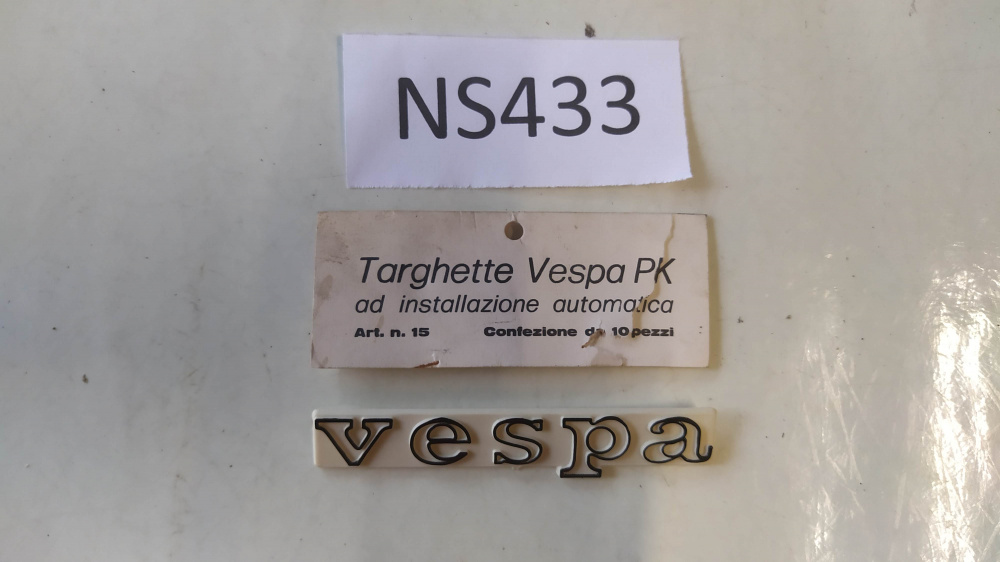 NS433
Targhette Vespa PK
ad installazione automatica
Art. n. 15 Confezione da 10 pezzi
vespa